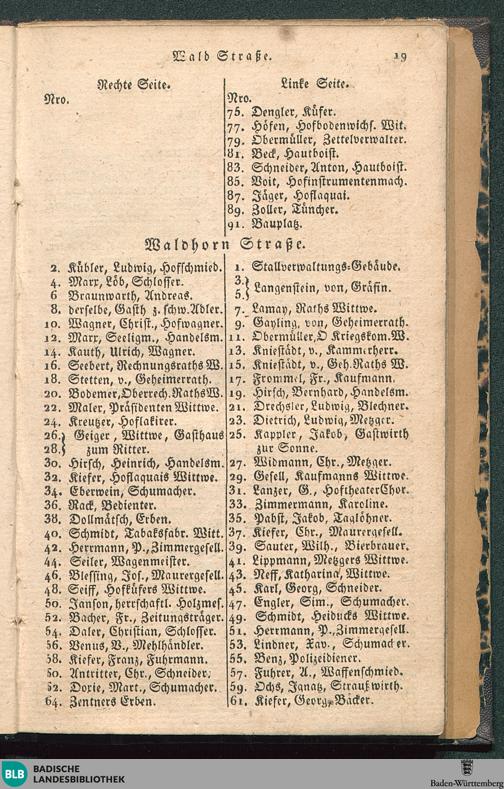 Wald Straße. 19
Rechte Seite.
Nro.
Linke Seite.
Nro.
75. Dengler, Küfer.
77. Höfen, Hofbodenwichs. Wit.
79. Obermüller, Zettelverwalter.
81. Beck, Hautboist.
83. Schneider, Anton, Hautboist.
85. Voit, Hofinstrumentenmach.
87. Jäger, Hoflaquai.
89. Zoller, Tüncher.
91. Bauplatz.
Waldhorn Straße.
2. Kübler, Ludwig, Hofschmied.
4. Marx, Löb, Schlosser.
6 Braunwarth, Andreas.
8. derselbe, Gasth z. schw. Adler.
10. Wagner, Christ., Hofwagner.
12. Marx, Seeligm., Handelsm.
14. Kauth, Ulrich, Wagner.
16. Seebert, Rechnungsraths W.
18. Stetten, v., Geheimerrath.
20. Bodemer, Oberrech. Raths W.
22. Maler, Präsidenten Wittwe.
24. Kreutzer, Hoflakirer.
26.} Geiger, Wittwe, Gasthaus
28.} zum Ritter.
30. Hirsch, Heinrich, Handelsm.
32. Kiefer, Hoflaquais Wittwe.
34. Eberwein, Schumacher.
36. Rack, Bedienter.
38. Dollmätsch, Erben.
40. Schmidt, Tabaksfabr. Witt.
42. Herrmann, P., Zimmergesell.
44. Seiler, Wagenmeister.
46. Blessing, Jos., Maurergesell.
48. Seiff, Hofküfers Wittwe.
50. Janson, herrschaftl. Holzmes.
52. Bacher, Fr., Zeitungsträger.
54. Daler, Christian, Schlosser.
56. Venus, V., Mehlhändler.
58. Kiefer, Franz, Fuhrmann.
60. Antritter, Chr., Schneider.
62. Dorie, Mart., Schumacher.
64. Zentners Erben.
1. Stallverwaltungs-Gebäude.
3.}
5.} Langenstein, von, Gräfin.
7. Lamay, Raths Wittwe.
9. Gayling, von, Geheimerrath.
11. Obermüller, O Kriegskom. W.
13. Kniestädt, v., Kammerherr.
15. Kniestädt, v., Geh. Raths W.
17. Frommel, Fr., Kaufmann.
19. Hirsch, Bernhard, Handelsm.
21. Drechsler, Ludwig, Blechner.
23. Dietrich, Ludwig, Metzger.
25. Kappler, Jakob, Gastwirth
zur Sonne.
27. Widmann, Chr., Metzger.
29. Gesell, Kaufmanns Wittwe.
31. Lanzer, G., Hoftheater Chor.
33. Zimmermann, Karoline.
35. Pabst, Jakob, Taglöhner.
37. Kiefer, Chr., Maurergesell.
39. Sauter, Wilh., Bierbrauer.
41. Lippmann, Metzgers Wittwe.
43. Neff, Katharina, Wittwe.
45. Karl, Georg, Schneider.
47. Engler, Sim., Schumacher.
49. Schmidt, Heiducks Wittwe.
51. Herrmann, P., Zimmergesell.
53. Lindner, Xav., Schumacher.
55. Benz, Polizeidiener.
57. Fuhrer, A., Waffenschmied.
59. Ochs, Ignatz, Straußwirth.
61. Kiefer, Georg, Bäcker.
BLB BADISCHE
LANDESBIBLIOTHEK
Baden-Württemberg